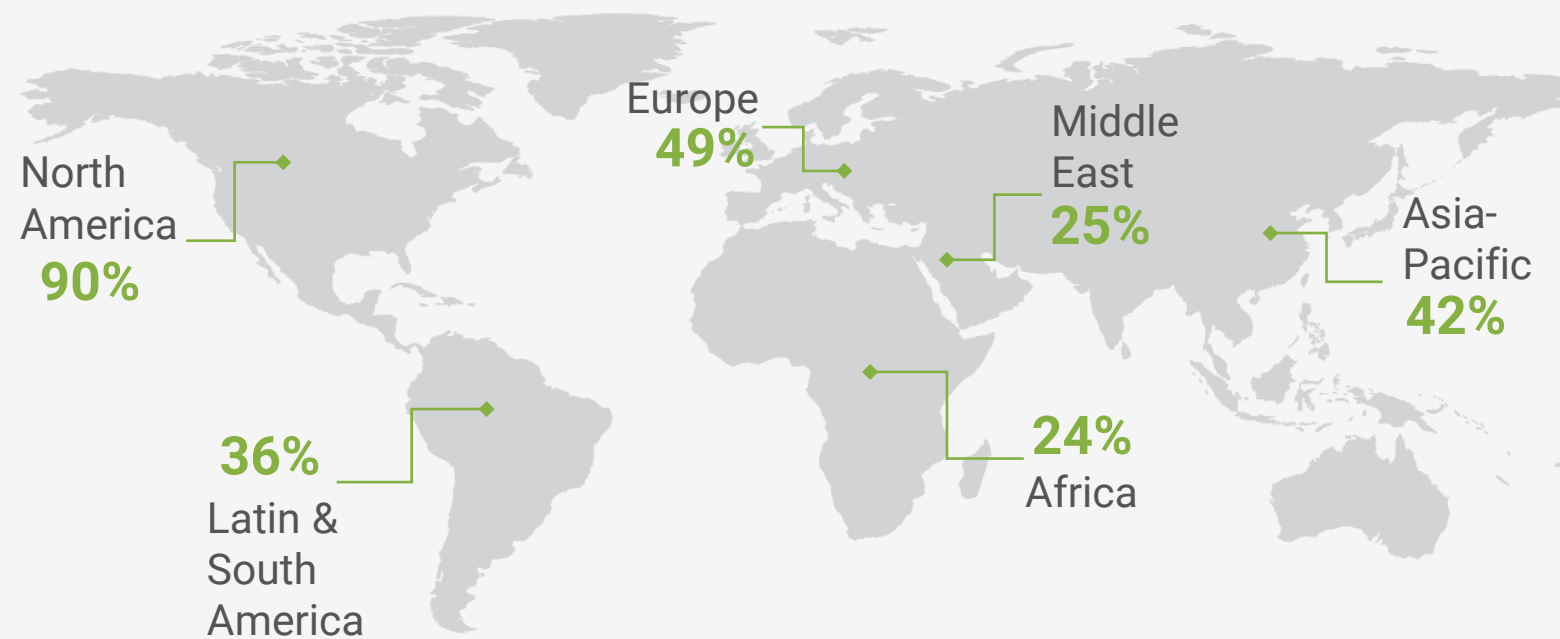 North
America
90%
Europe
49%
Middle
East
25%
Asia-
Pacific
42%
36%
Latin &
South
America
24%
Africa